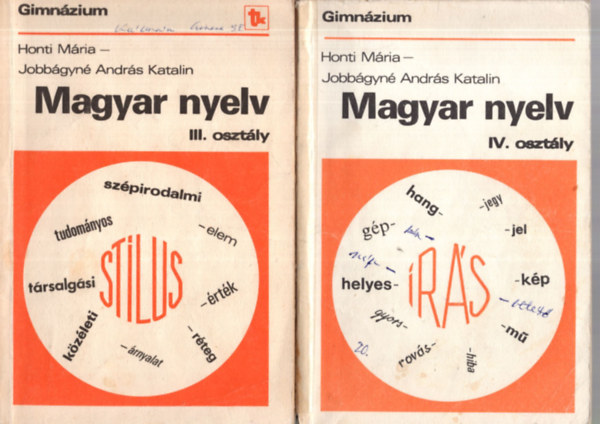 Gimnázium
tk
Honti Mária –
Jobbágyné András Katalin
Magyar nyelv
III. osztály
szépirodalmi
tudományos
– elem
társalgási
STÍLUS
– érték
közéleti
– réteg
– árnyalat
Gimnázium
Honti Mária –
Jobbágyné András Katalin
Magyar nyelv
IV. osztály
hang-
-jegy
gép-
-jel
helyes-
íRÁS
-kép
gyors-
-mű
20.
rovás-
-hiba